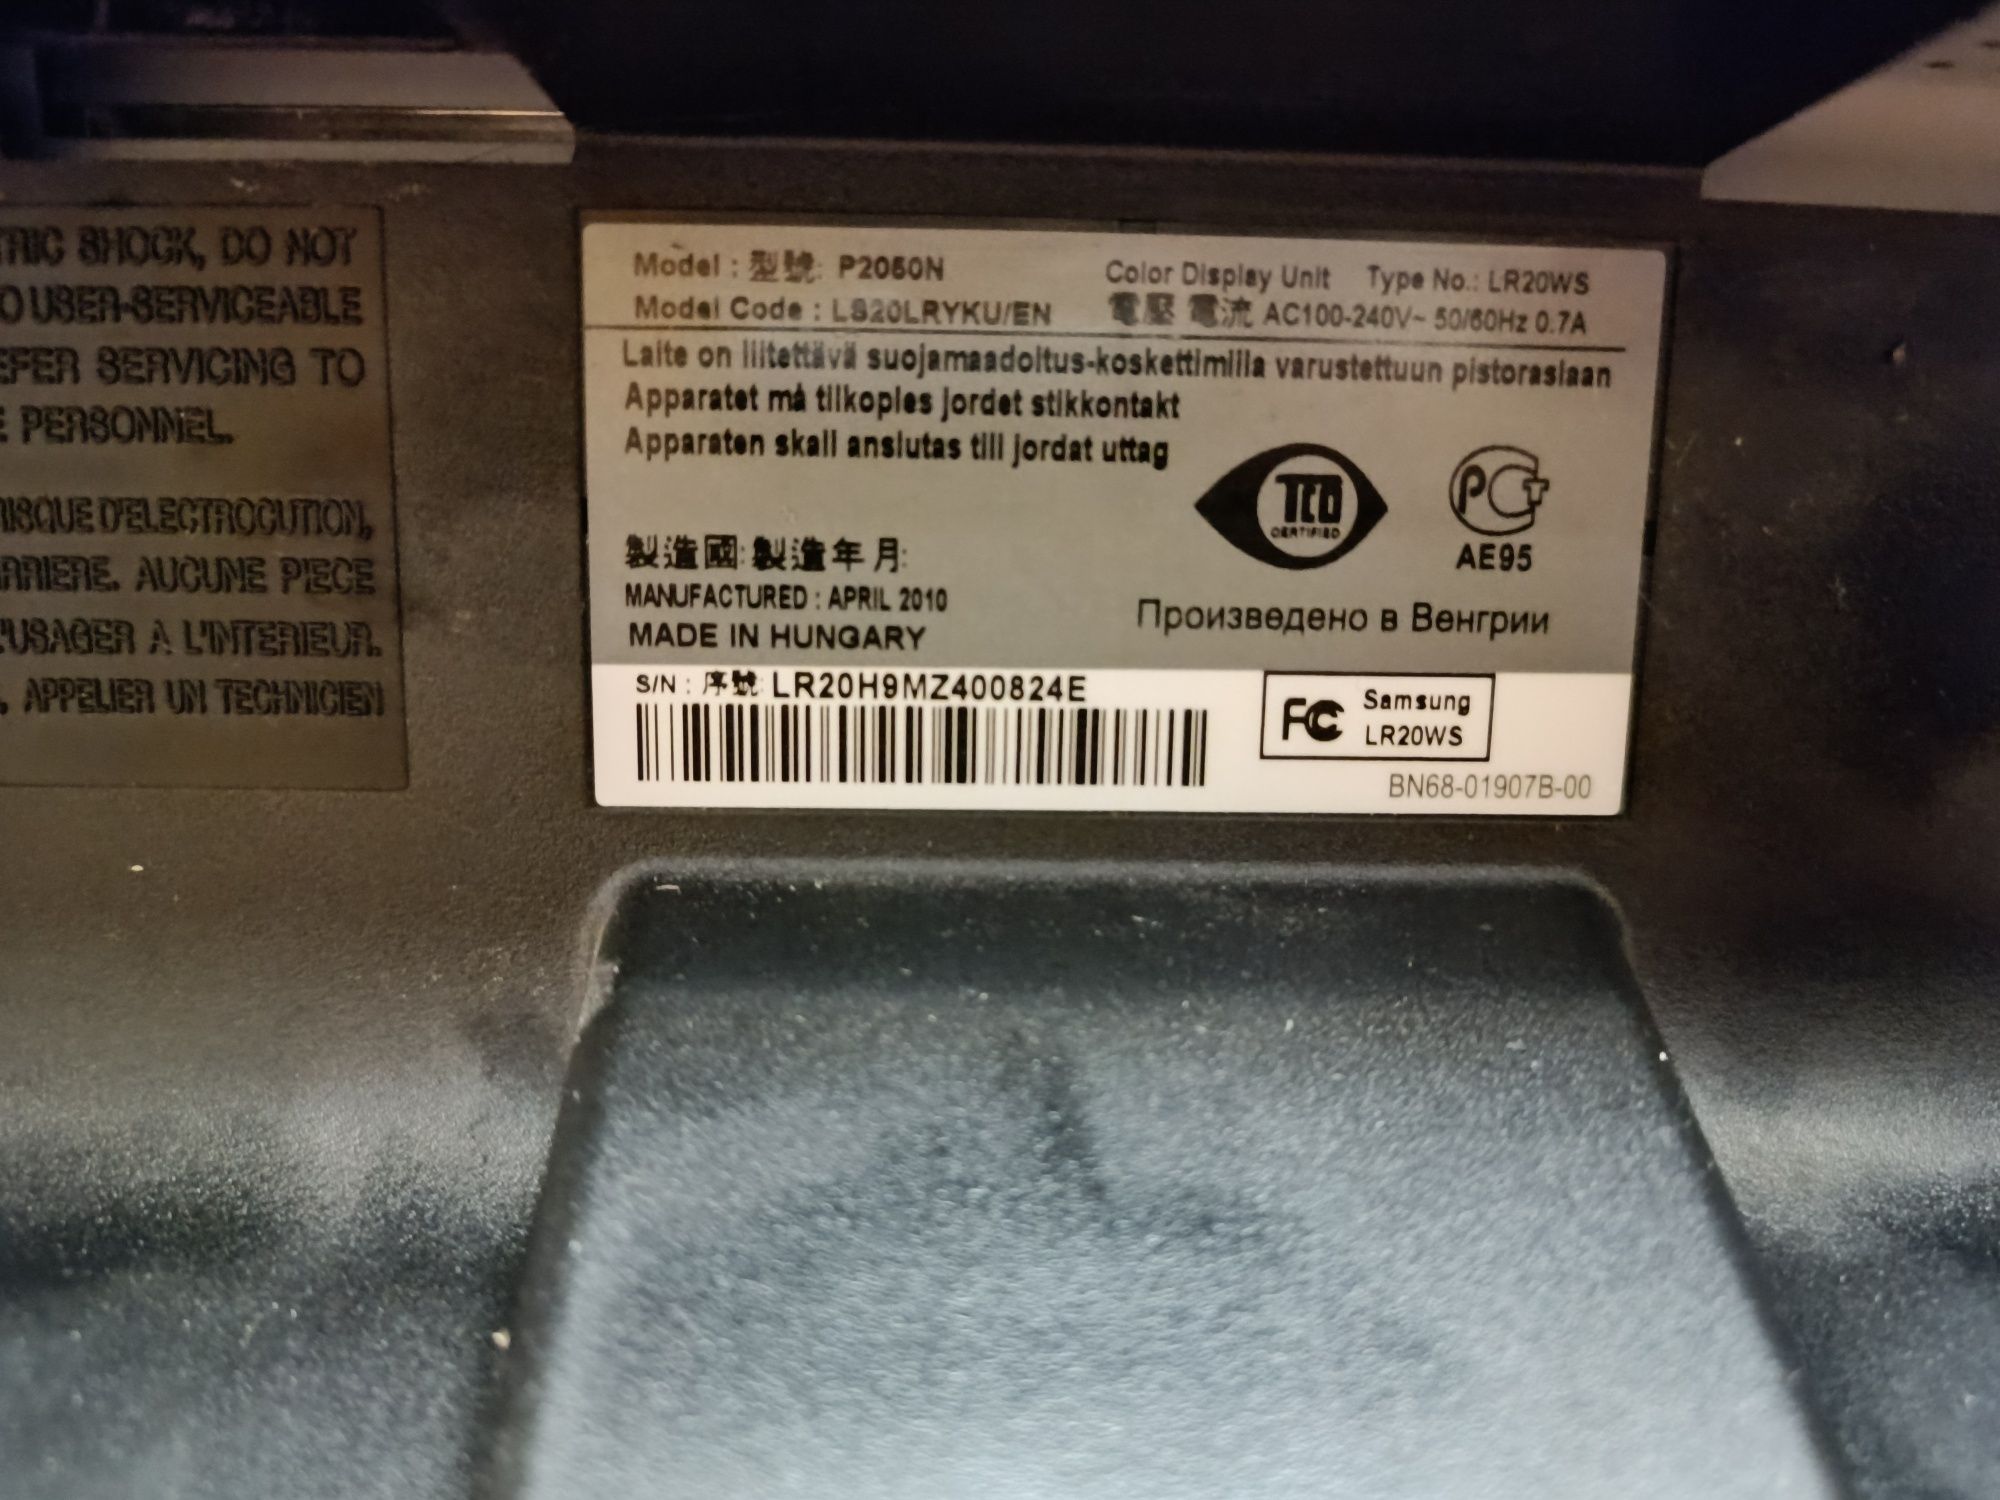 TRIC SHOCK, DO NOT
O USER-SERVICEABLE
EFER SERVICING TO
E PERSONNEL.
RISQUE D'ELECTROCUTION,
ARRIERE. AUCUNE PIECE
L'USAGER A L'INTERIEUR.
, APPELIER UN TECHNICIEN
Model : 型號: P2050N
Color Display Unit Type No.: LR20WS
Model Code : LS20LRYKU/EN
電壓 電流 AC100-240V~ 50/60Hz 0.7A
Laite on liitettävä suojamaadoitus-koskettimilla varustettuun pistorasiaan
Apparatet må tilkoples jordet stikkontakt
Apparaten skall anslutas till jordat uttag
TCO
CERTIFIED
PCT
AE95
製造國: 製造年月:
MANUFACTURED : APRIL 2010
MADE IN HUNGARY
Произведено в Венгрии
S/N : 序號: LR20H9MZ400824E
FC Samsung
LR20WS
BN68-01907B-00